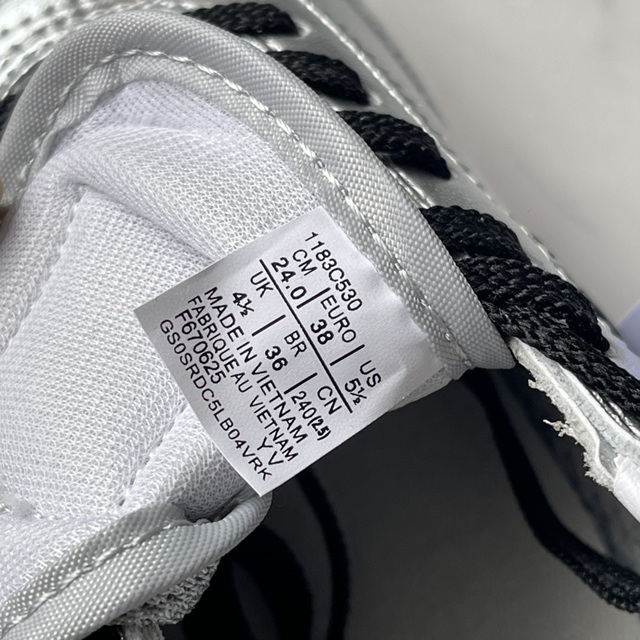 1183C530
CM | EURO | US
24.0 | 38 | 5½
UK | BR | CN
4½ | 36 | 240(2.5)
MADE IN VIETNAM
FABRIQUE AU VIETNAM
F670625 YV
GS0SRDC5LB04VRK